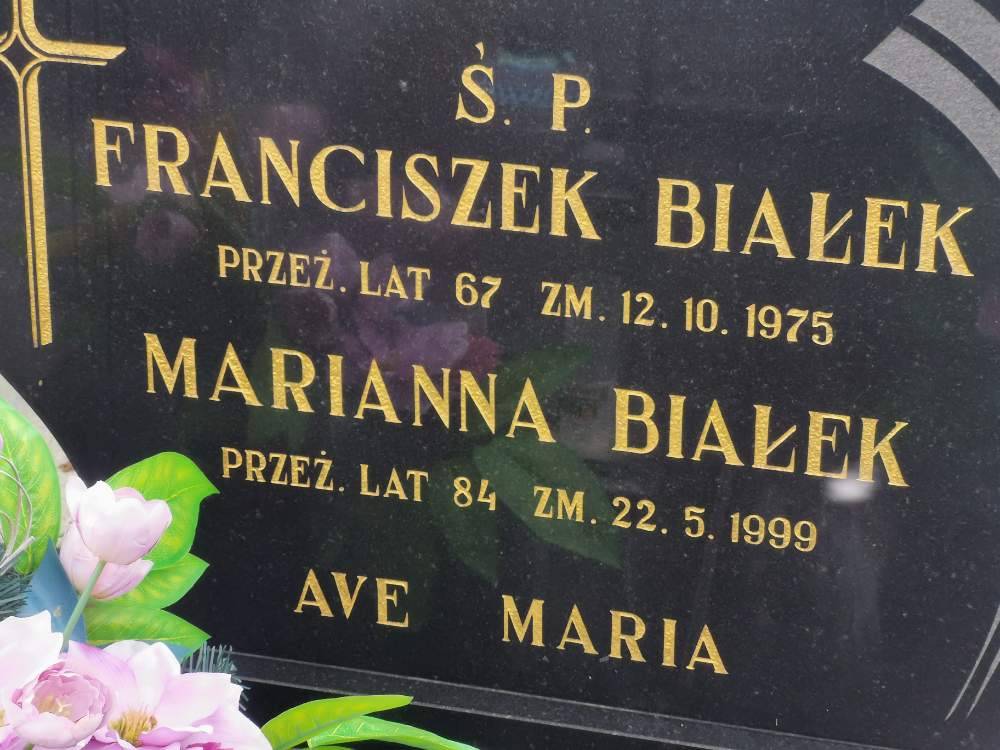 Ś. P.
FRANCISZEK BIAŁEK
PRZEŻ. LAT 67 ZM. 12. 10. 1975
MARIANNA BIAŁEK
PRZEŻ. LAT 84 ZM. 22. 5. 1999
AVE MARIA